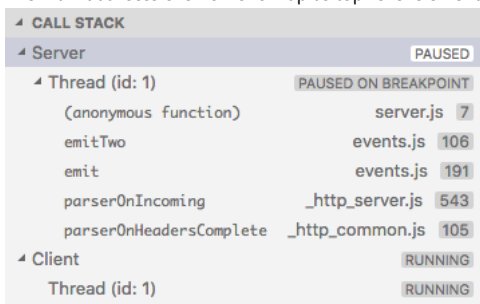 CALL STACK
Server PAUSED
Thread (id: 1) PAUSED ON BREAKPOINT
(anonymous function) server.js 7
emitTwo events.js 106
emit events.js 191
parserOnIncoming _http_server.js 543
parserOnHeadersComplete _http_common.js 105
Client RUNNING
Thread (id: 1) RUNNING